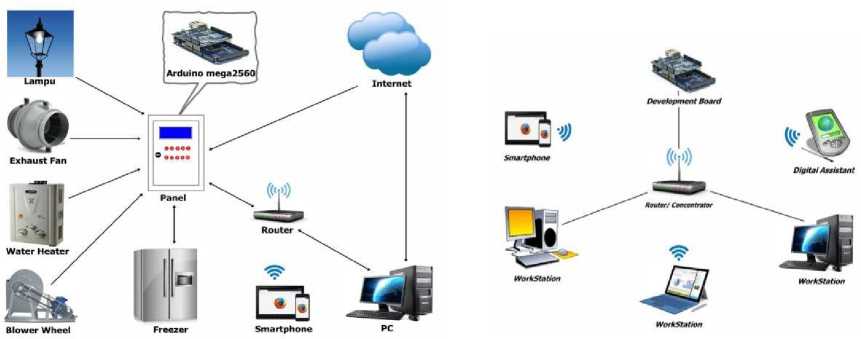 Lampu
Arduino mega2560
Internet
Exhaust Fan
Panel
Water Heater
Router
Blower Wheel
Freezer
Smartphone
PC
Development Board
Smartphone
Digital Assistant
Router/ Concentrator
WorkStation
WorkStation
WorkStation